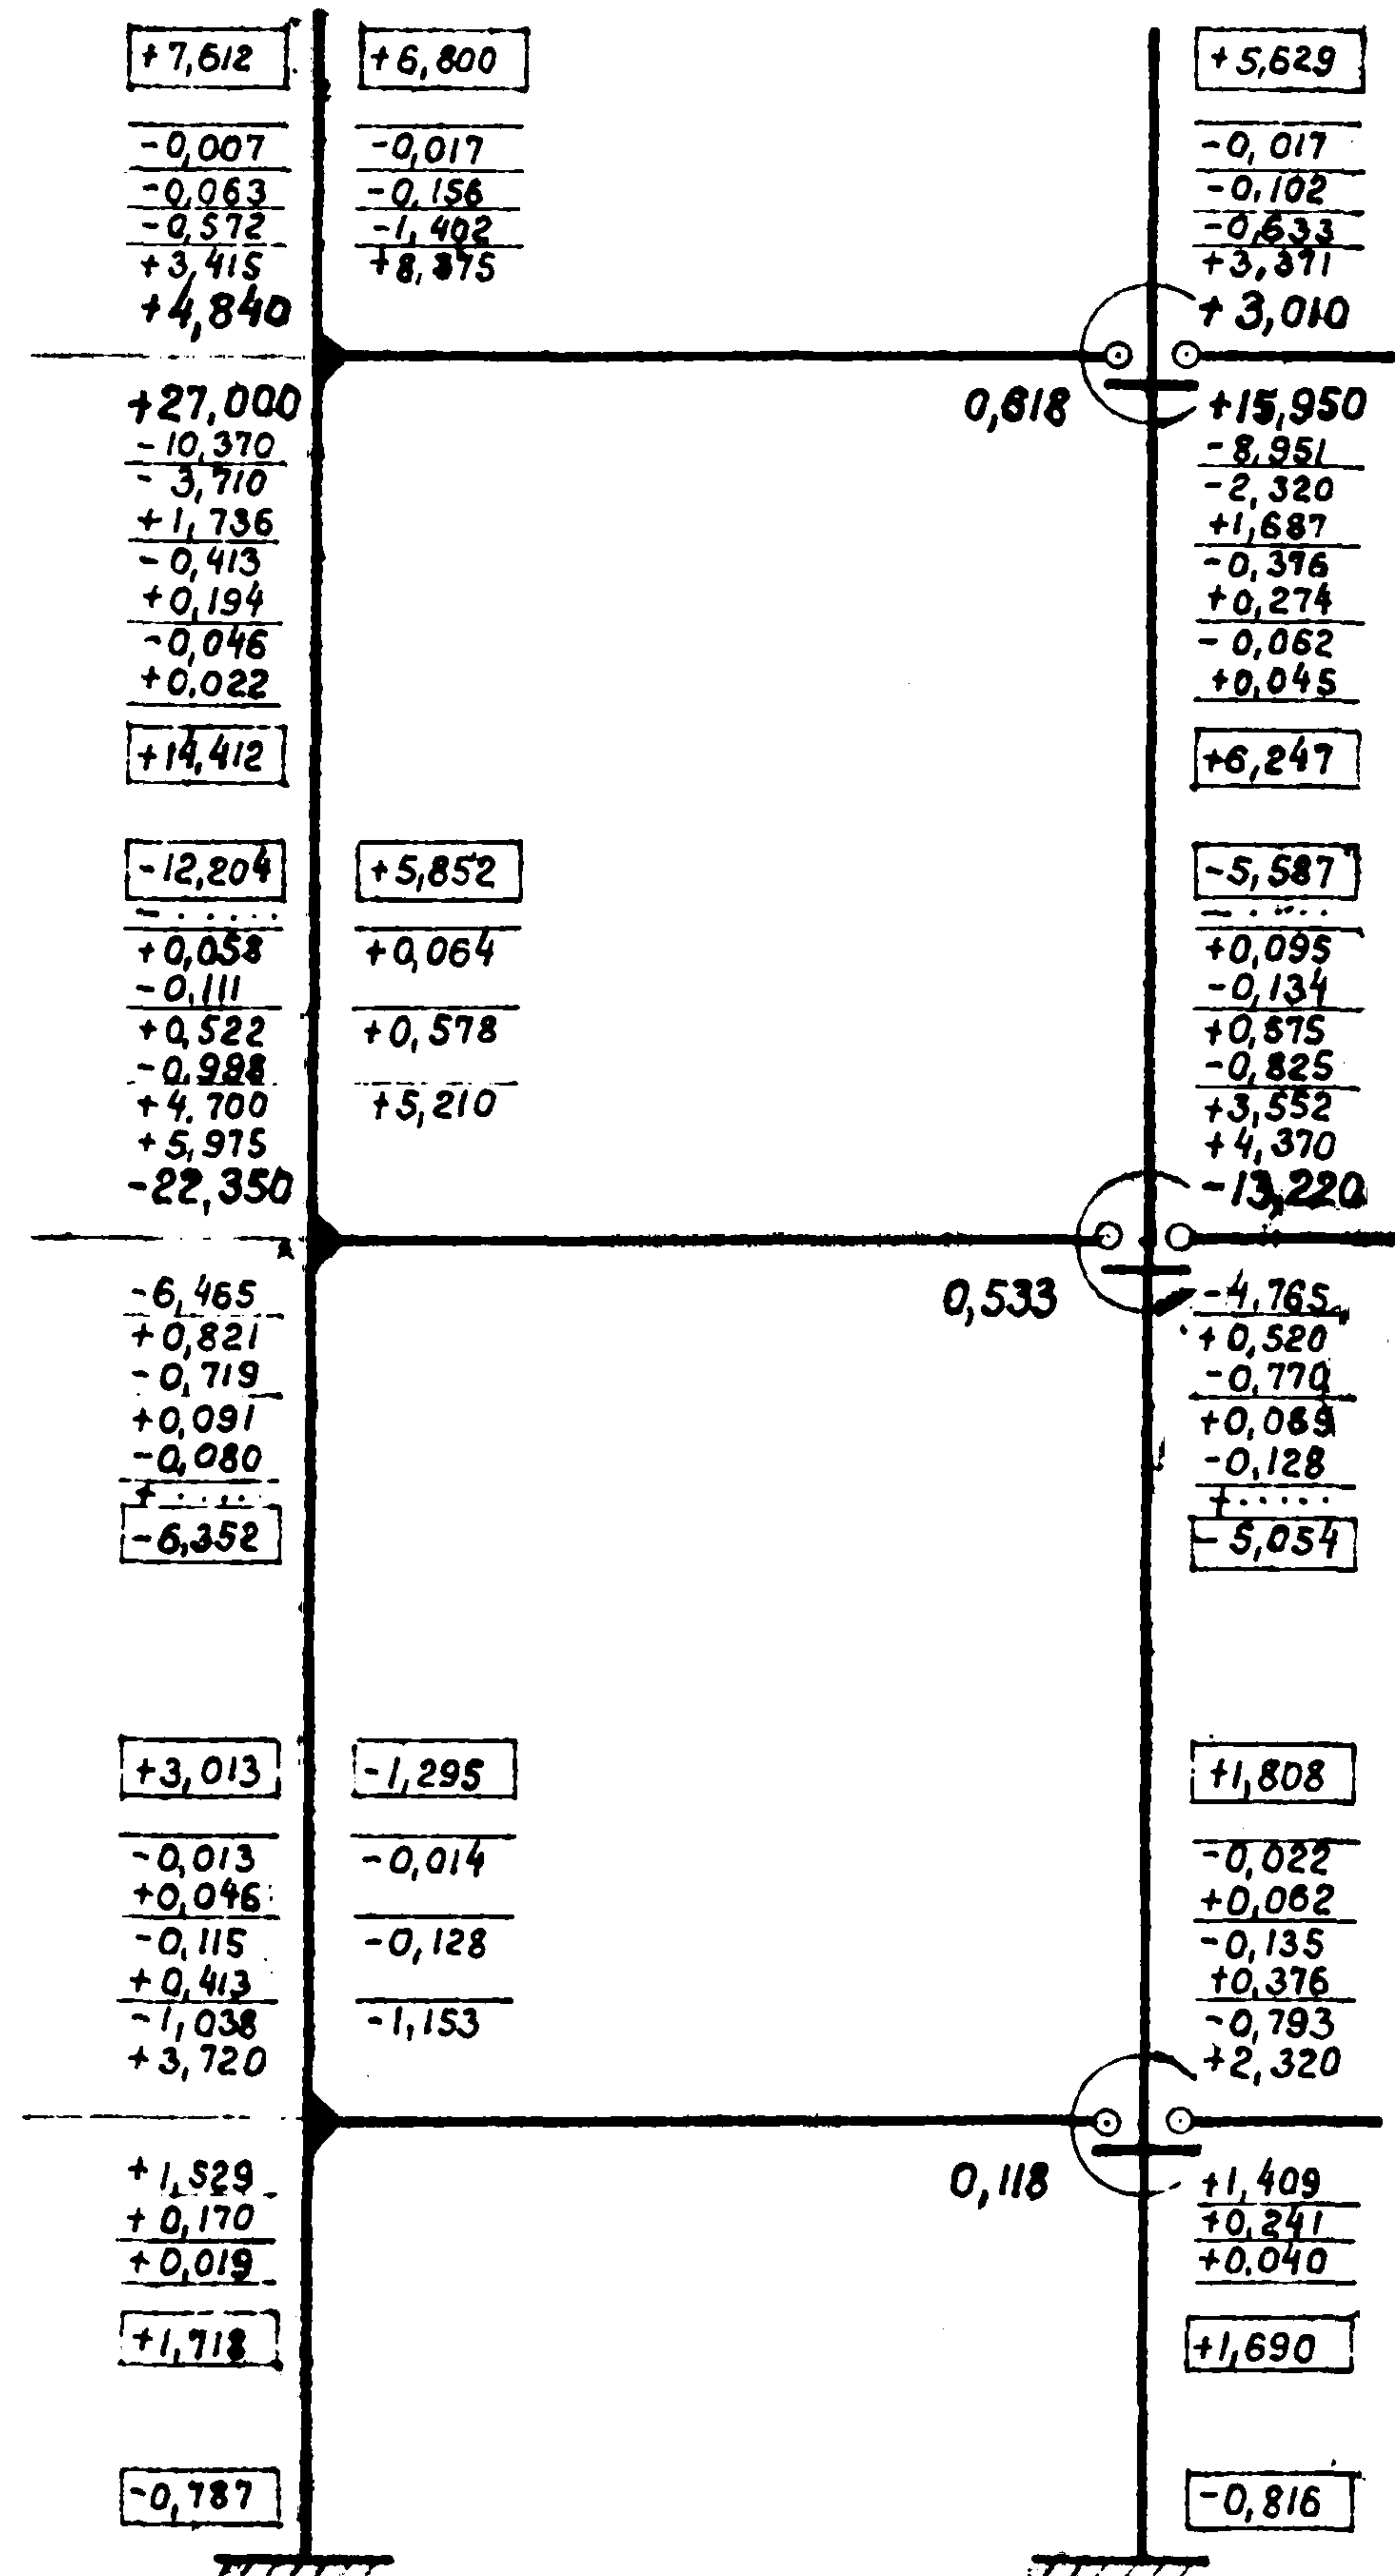 +7,612 +6,800 +5,629
-0,007 -0,017 -0,017
-0,063 -0,156 -0,102
-0,572 -1,402 -0,633
+3,415 +8,375 +3,371
+4,840 +3,010
+27,000 0,618 +15,950
-10,370 -8,951
-3,710 -2,320
+1,736 +1,687
-0,413 -0,376
+0,194 +0,274
-0,046 -0,062
+0,022 +0,045
+14,412 +6,247
-12,204 +5,852 -5,587
-..... -.....
+0,058 +0,064 +0,095
-0,111 -0,134
+0,522 +0,578 +0,575
-0,998 -0,825
+4,700 +5,210 +3,552
+5,975 +4,370
-22,350 -13,220
-6,465 0,533 -4,765
+0,821 +0,520
-0,719 -0,770
+0,091 +0,089
-0,080 -0,128
+..... +.....
-6,352 -5,054
+3,013 -1,295 +1,808
-0,013 -0,014 -0,022
+0,046 +0,062
-0,115 -0,128 -0,135
+0,413 +0,376
-1,038 -1,153 -0,793
+3,720 +2,320
+1,529 0,118 +1,409
+0,170 +0,241
+0,019 +0,040
+1,718 +1,690
-0,787 -0,816